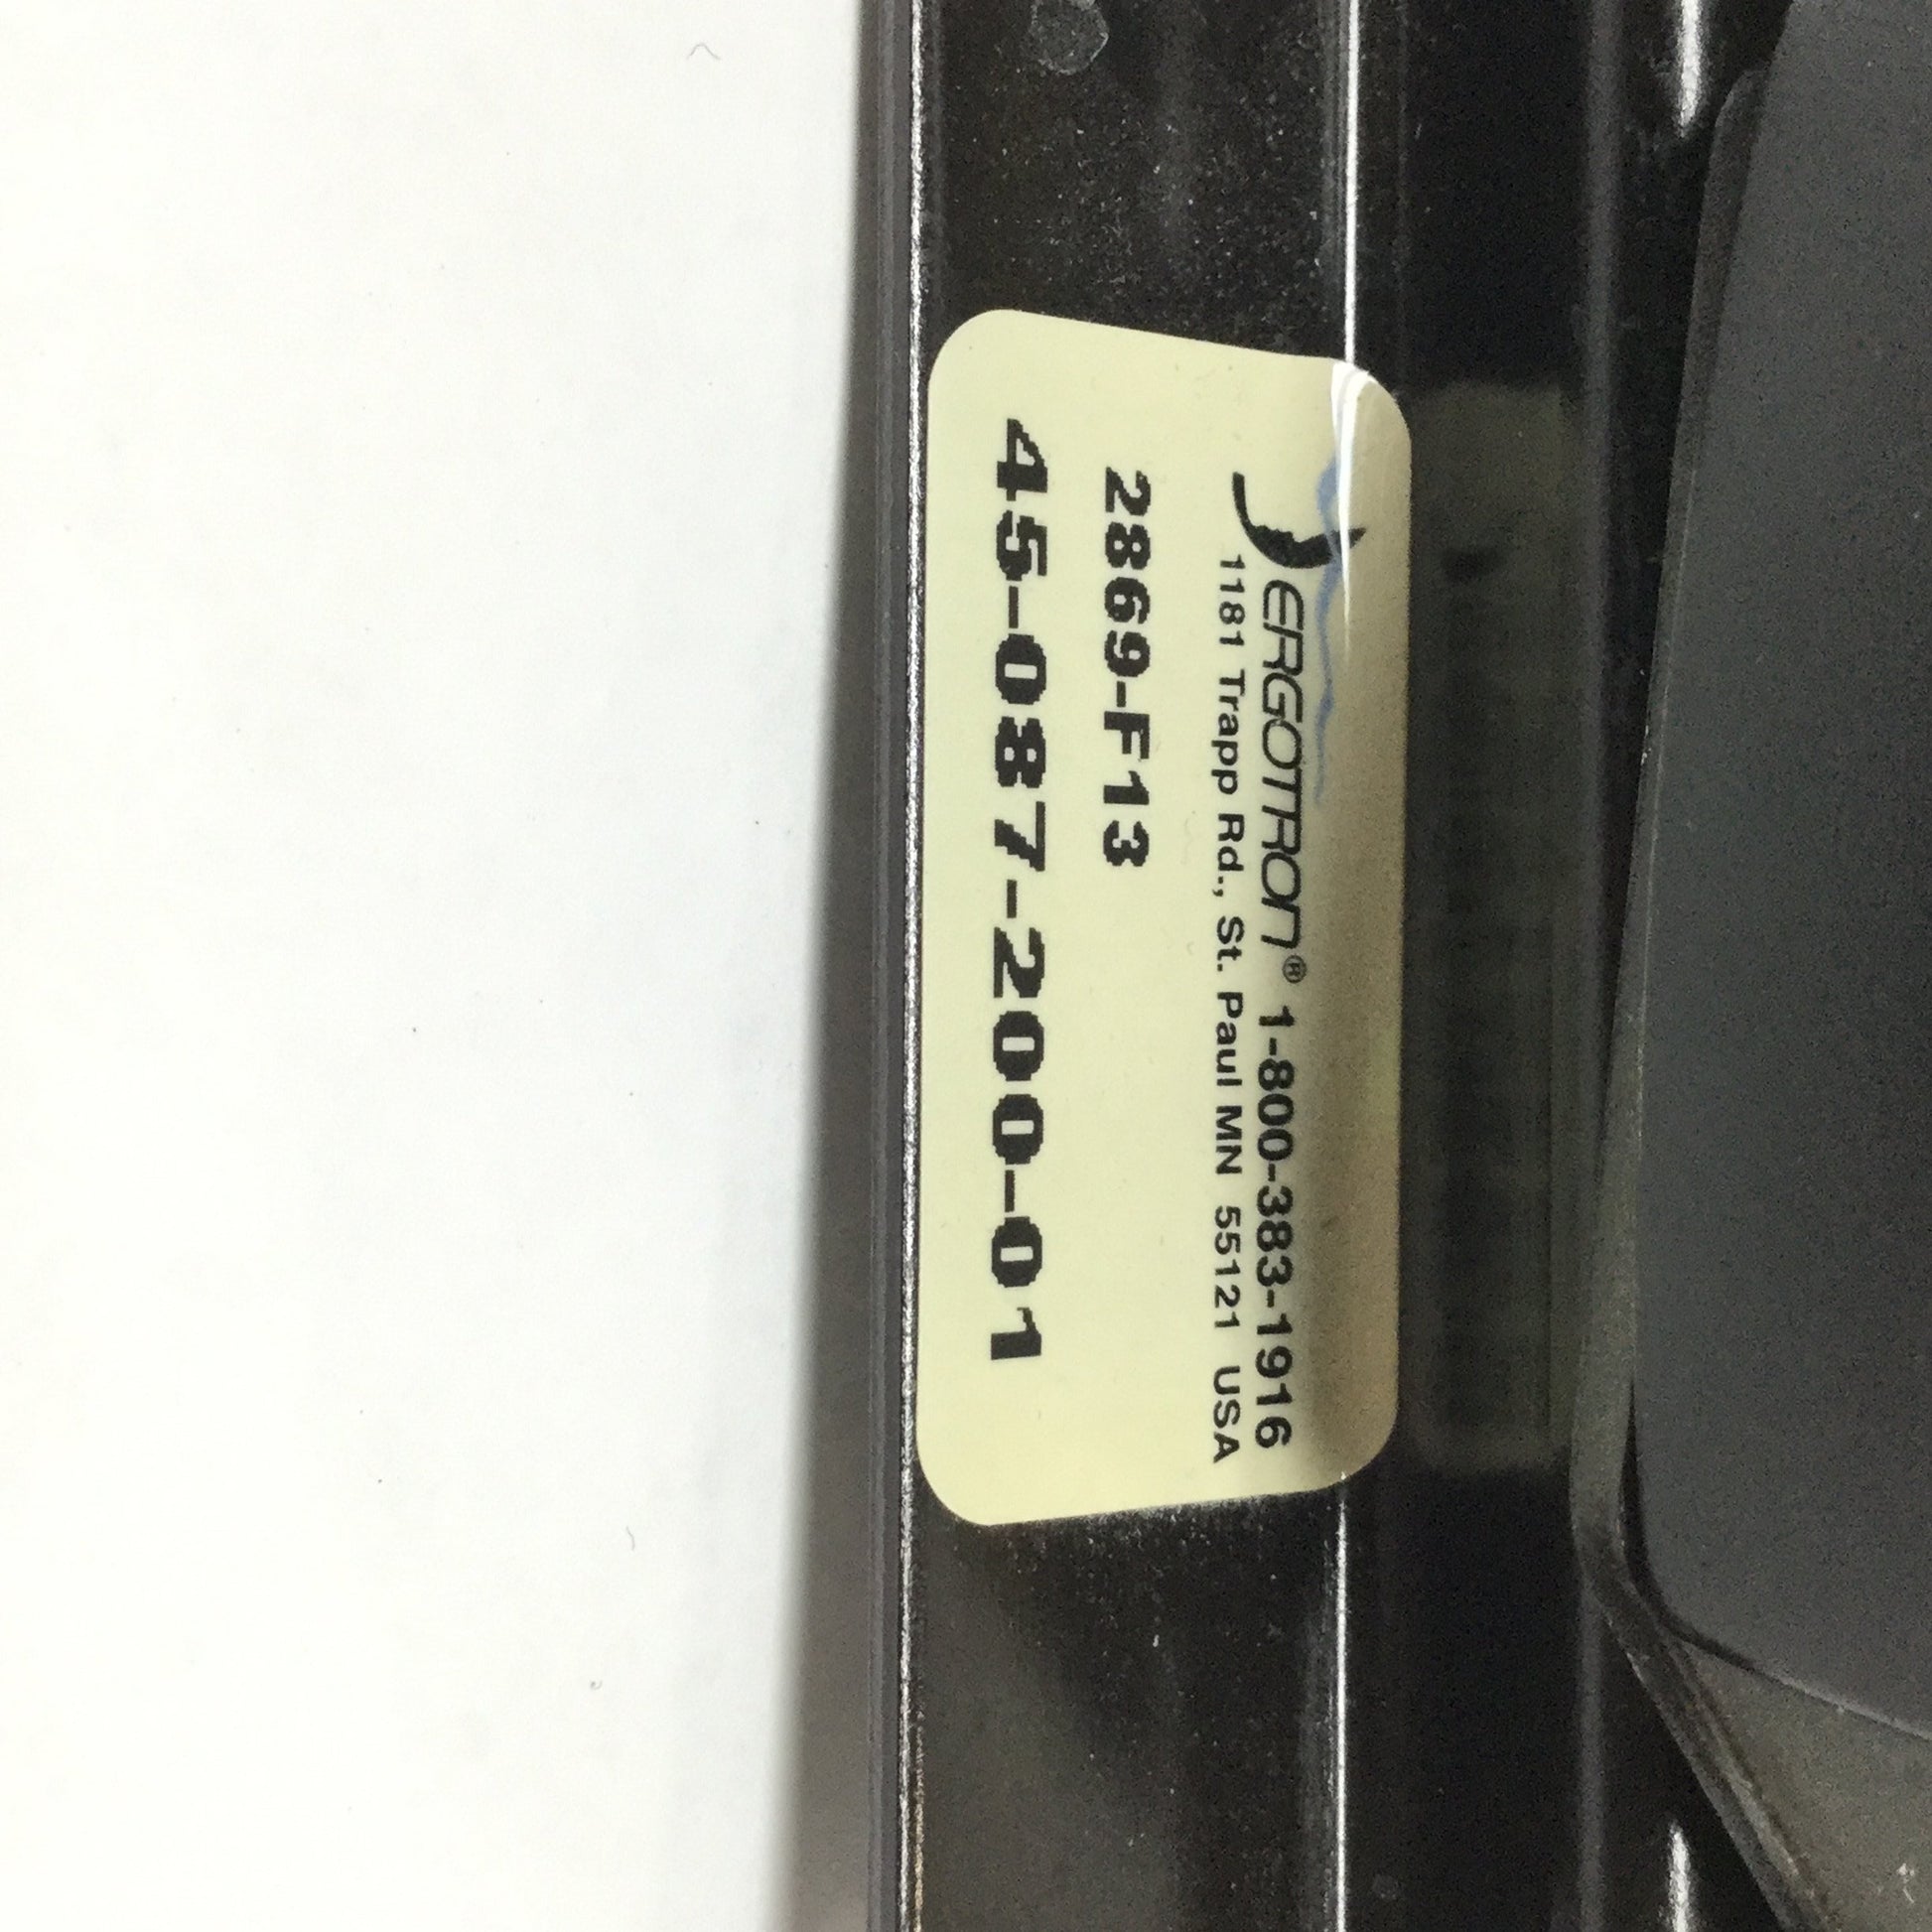 ERGOTRON® 1-800-383-1916
1181 Trapp Rd., St. Paul MN 55121 USA
2869-F13
45-087-200-01